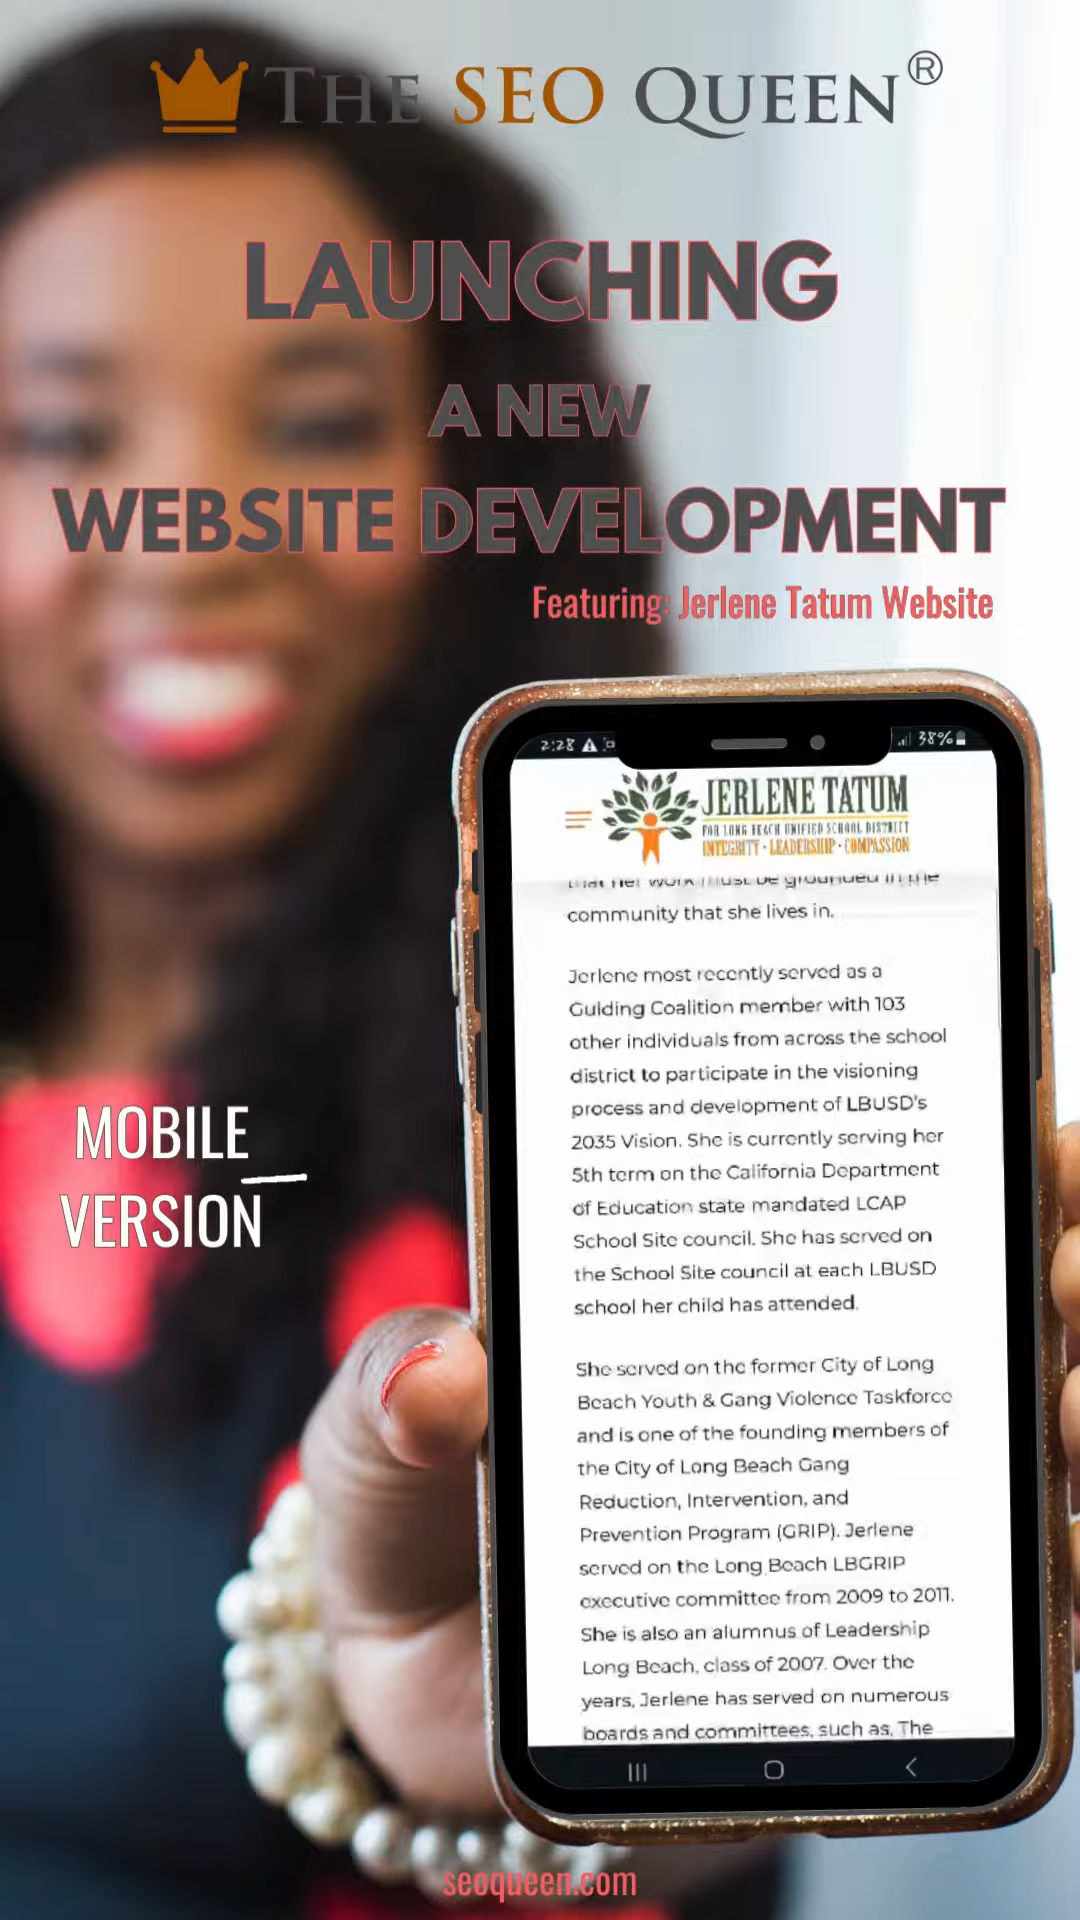 THE SEO QUEEN®
LAUNCHING
A NEW
WEBSITE DEVELOPMENT
Featuring: Jerlene Tatum Website
2:28
38%
JERLENE TATUM
FOR LONG BEACH UNIFIED SCHOOL DISTRICT
INTEGRITY · LEADERSHIP · COMPASSION
that her work must be grounded in the
community that she lives in.
Jerlene most recently served as a
Guiding Coalition member with 103
other individuals from across the school
district to participate in the visioning
process and development of LBUSD's
2035 Vision. She is currently serving her
5th term on the California Department
of Education state mandated LCAP
School Site council. She has served on
the School Site council at each LBUSD
school her child has attended.
She served on the former City of Long
Beach Youth & Gang Violence Taskforce
and is one of the founding members of
the City of Long Beach Gang
Reduction, Intervention, and
Prevention Program (GRIP). Jerlene
served on the Long Beach LBGRIP
executive committee from 2009 to 2011.
She is also an alumnus of Leadership
Long Beach, class of 2007. Over the
years, Jerlene has served on numerous
boards and committees, such as, The
MOBILE
VERSION
seoqueen.com